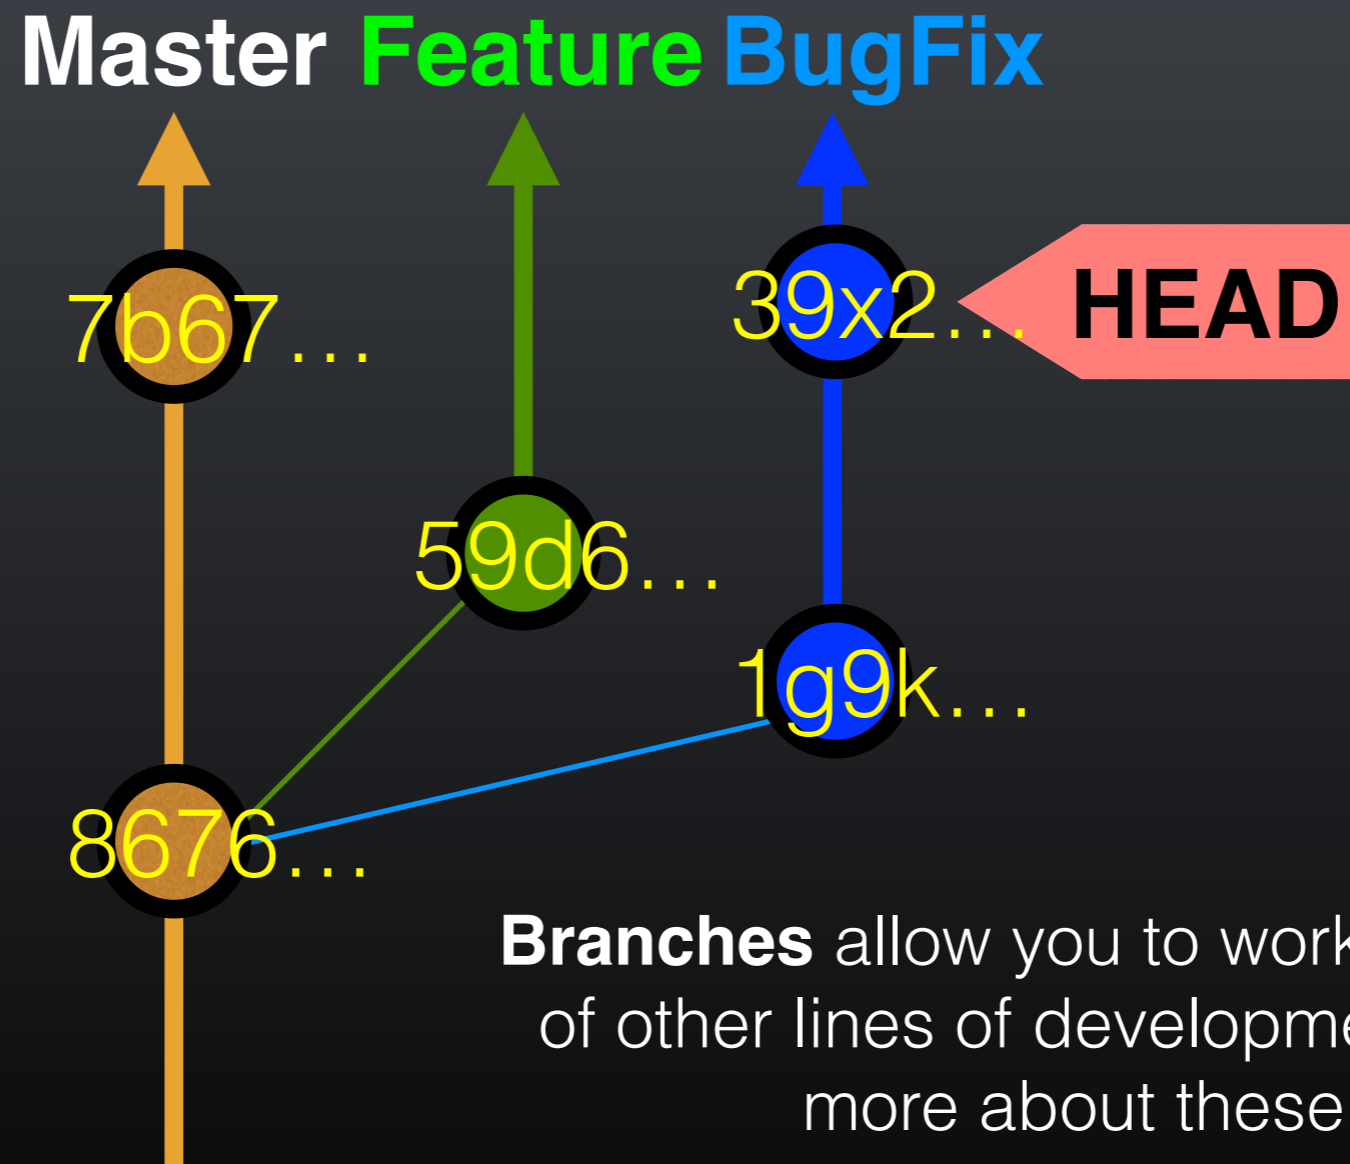 Master Feature BugFix
7b67...
39x2...
HEAD
59d6...
1g9k...
8676...
Branches allow you to work
of other lines of developme
more about these